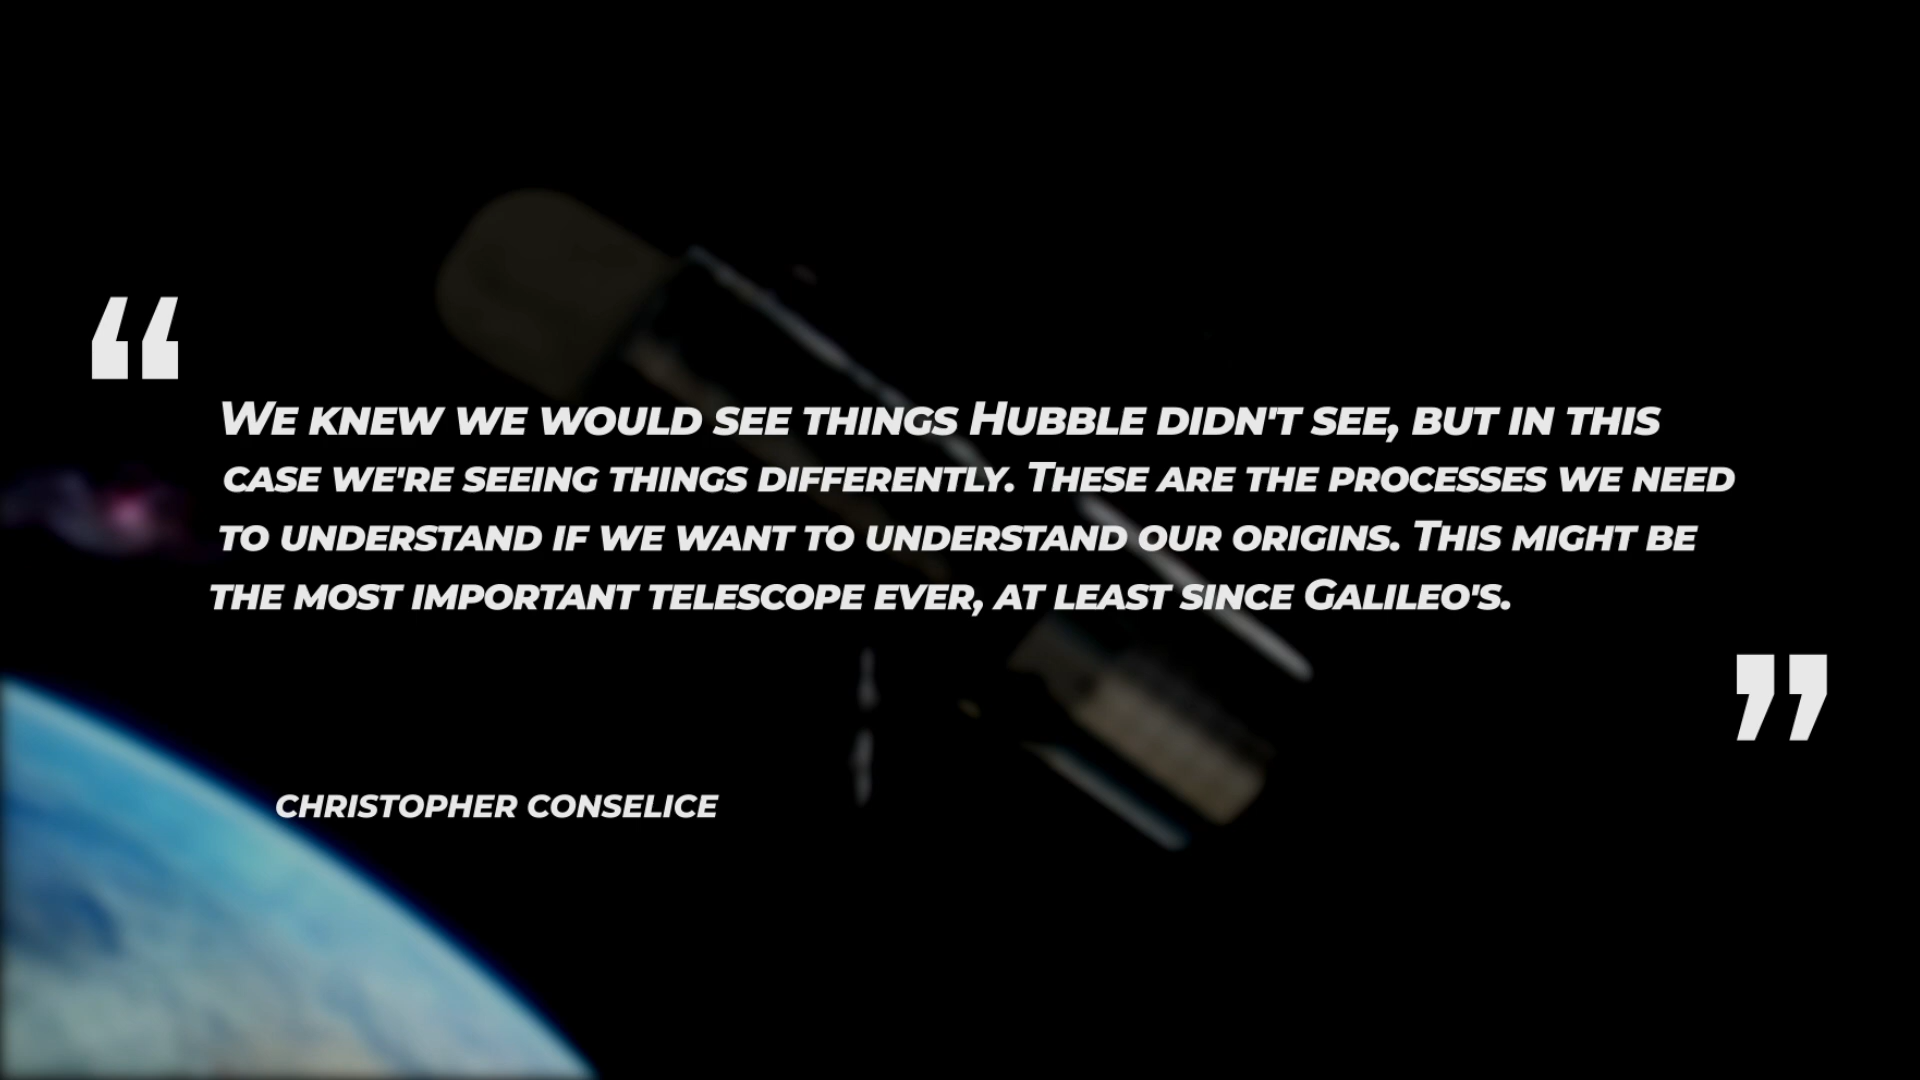 “
We knew we would see things Hubble didn't see, but in this
case we're seeing things differently. These are the processes we need
to understand if we want to understand our origins. This might be
the most important telescope ever, at least since Galileo's.
”
CHRISTOPHER CONSELICE